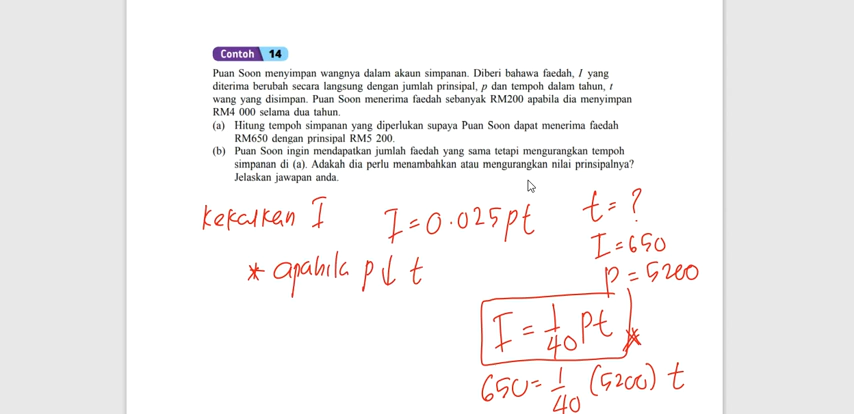 Contoh 14
Puan Soon menyimpan wangnya dalam akaun simpanan. Diberi bahawa faedah, I yang
diterima berubah secara langsung dengan jumlah prinsipal, p dan tempoh dalam tahun, t
wang yang disimpan. Puan Soon menerima faedah sebanyak RM200 apabila dia menyimpan
RM4 000 selama dua tahun.
(a) Hitung tempoh simpanan yang diperlukan supaya Puan Soon dapat menerima faedah
RM650 dengan prinsipal RM5 200.
(b) Puan Soon ingin mendapatkan jumlah faedah yang sama tetapi mengurangkan tempoh
simpanan di (a). Adakah dia perlu menambahkan atau mengurangkan nilai prinsipalnya?
Jelaskan jawapan anda.
Kekalkan I
I = 0.025pt
t = ?
I = 650
p = 5200
* apabila p ↓ t
I = 1/40 pt *
650 = 1/40 (5200) t